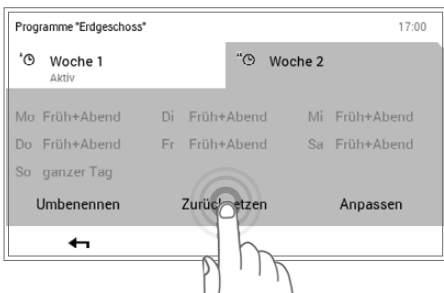 Programme "Erdgeschoss" 17:00
Woche 1 Woche 2
Aktiv
Mo Früh+Abend Di Früh+Abend Mi Früh+Abend
Do Früh+Abend Fr Früh+Abend Sa Früh+Abend
So ganzer Tag
Umbenennen Zurücksetzen Anpassen